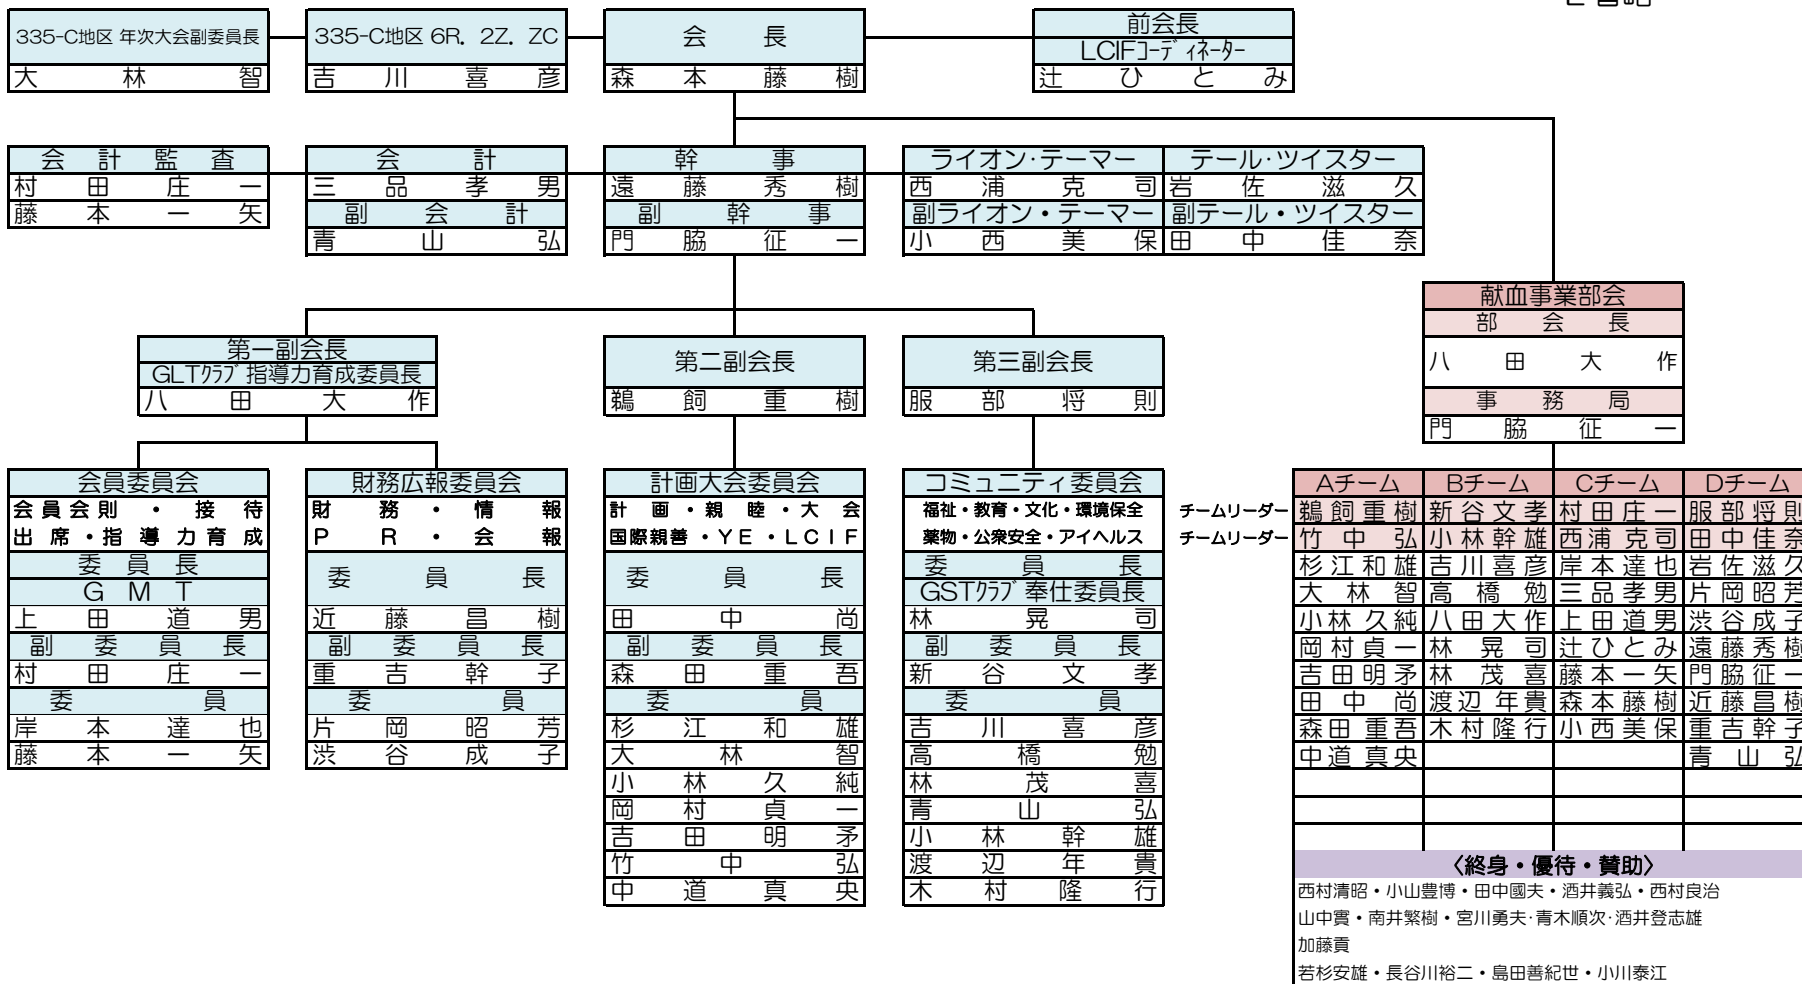 335-C地区 年次大会副委員長
大林智
335-C地区 6R. 2Z. ZC
吉川喜彦
会長
森本藤樹
前会長
LCIFコーディネーター
辻ひとみ
会計監査
村田庄一
藤本一矢
会計
三品孝男
副会計
青山弘
幹事
遠藤秀樹
副幹事
門脇征一
ライオン・テーマー
西浦克司
副ライオン・テーマー
小西美保
テール・ツイスター
岩佐滋久
副テール・ツイスター
田中佳奈
献血事業部会
部会長
八田大作
事務局
門脇征一
第一副会長
GLTクラブ指導力育成委員長
八田大作
第二副会長
鵜飼重樹
第三副会長
服部将則
会員委員会
会員会則・接待
出席・指導力育成
委員長
GMT
上田道男
副委員長
村田庄一
委員
岸本達也
藤本一矢
財務広報委員会
財務・情報
PR・会報
委員長
近藤昌樹
副委員長
重吉幹子
委員
片岡昭芳
渋谷成子
計画大会委員会
計画・親睦・大会
国際親善・YE・LCIF
委員長
田中尚
副委員長
森田重吾
委員
杉江和雄
大林智
小林久純
岡村貞一
吉田明矛
竹中弘
中道真央
コミュニティ委員会
福祉・教育・文化・環境保全
薬物・公衆安全・アイヘルス
委員長
GSTクラブ奉仕委員長
林晃司
副委員長
新谷文孝
委員
吉川喜彦
高橋勉
林茂喜
青山弘
小林幹雄
渡辺年貴
木村隆行
Aチーム Bチーム Cチーム Dチーム
チームリーダー 鵜飼重樹 新谷文孝 村田庄一 服部将則
チームリーダー 竹中弘 小林幹雄 西浦克司 田中佳奈
杉江和雄 吉川喜彦 岸本達也 岩佐滋久
大林智 高橋勉 三品孝男 片岡昭芳
小林久純 八田大作 上田道男 渋谷成子
岡村貞一 林晃司 辻ひとみ 遠藤秀樹
吉田明矛 林茂喜 藤本一矢 門脇征一
田中尚 渡辺年貴 森本藤樹 近藤昌樹
森田重吾 木村隆行 小西美保 重吉幹子
中道真央 青山弘
〈終身・優待・賛助〉
西村清昭・小山豊博・田中國夫・酒井義弘・西村良治
山中實・南井繁樹・宮川勇夫・青木順次・酒井登志雄
加藤貢
若杉安雄・長谷川裕二・島田善紀世・小川泰江